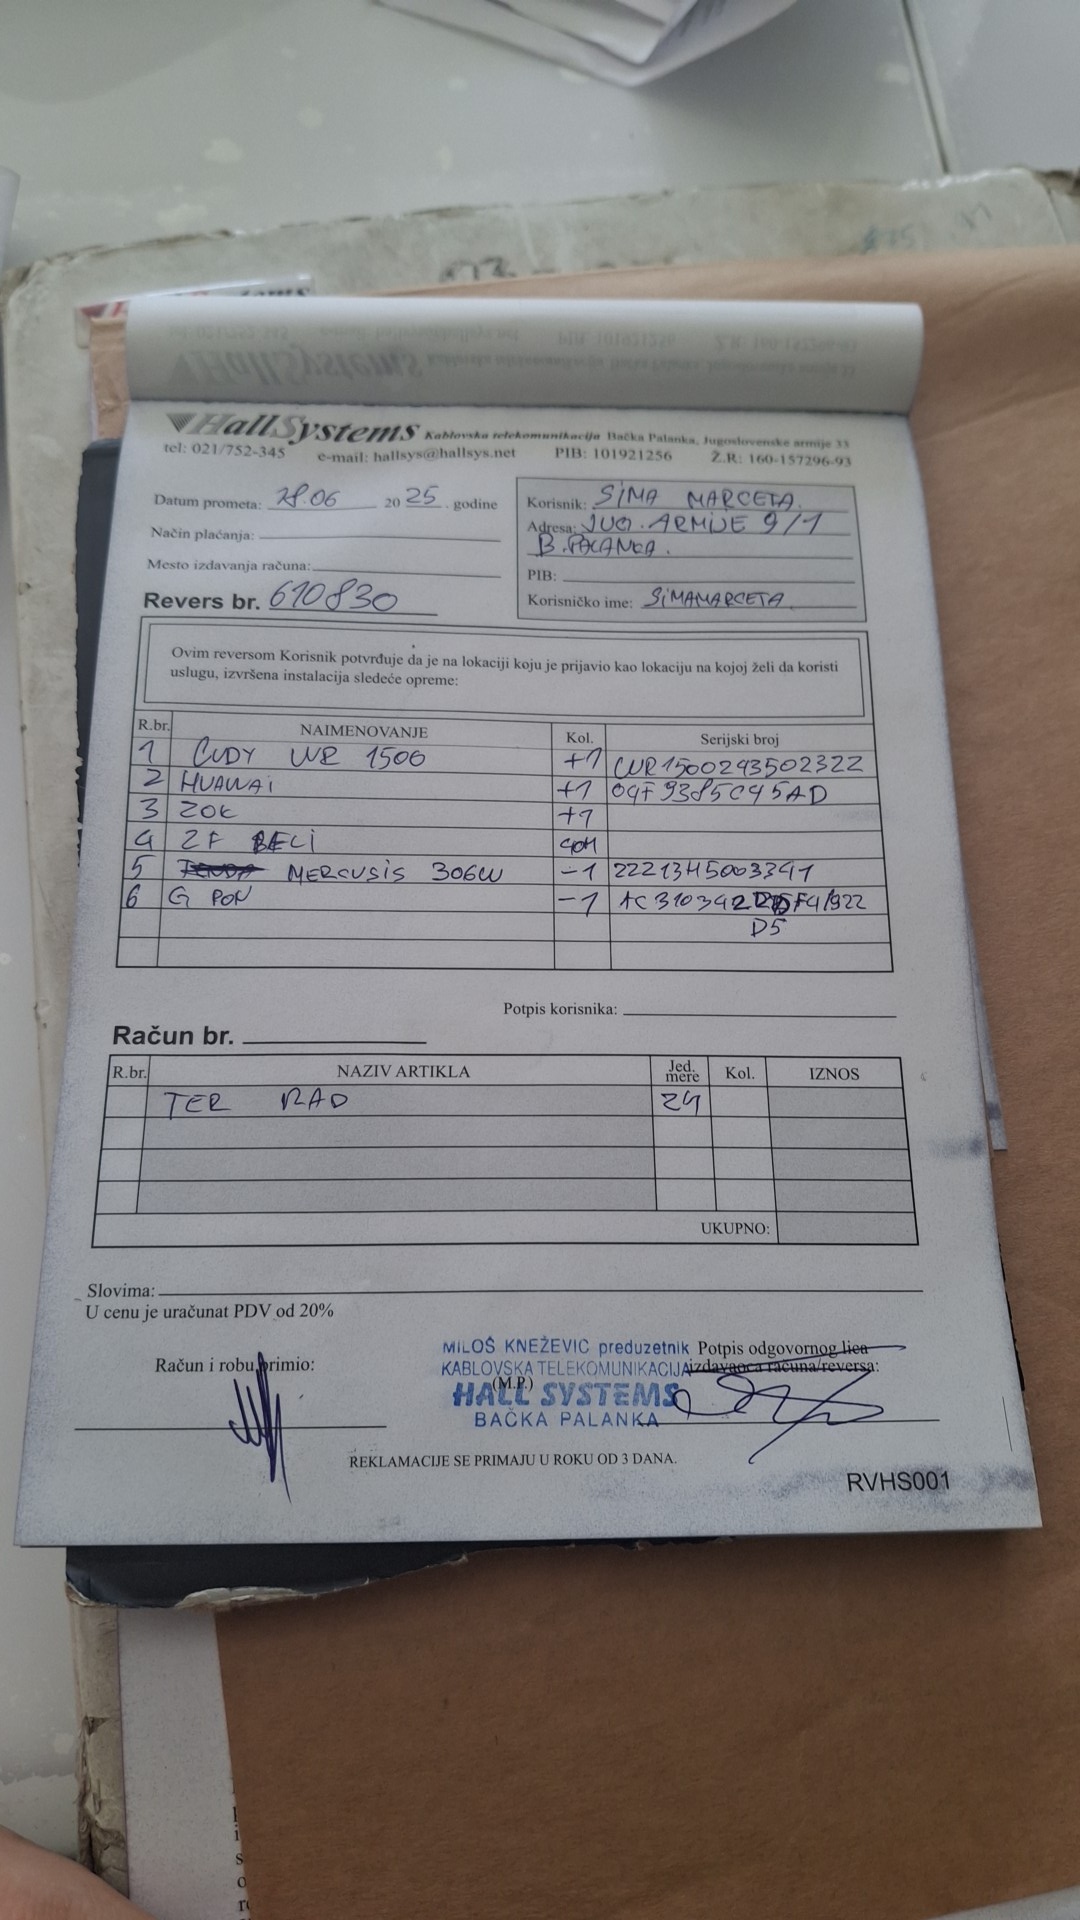 HallSystems Kablovska telekomunikacija Bačka Palanka, Jugoslovenske armije 33
tel: 021/752-345 e-mail: hallsys@hallsys.net PIB: 101921256 Ž.R: 160-157296-93
Datum prometa: 28.06 2025. godine
Način plaćanja:
Mesto izdavanja računa:
Revers br. 610830
Korisnik: SIMA MARCETA.
Adresa: JUG. ARMIJE 9/1
B. PALANKA.
PIB:
Korisničko ime: SIMAMARCETA
Ovim reversom Korisnik potvrđuje da je na lokaciji koju je prijavio kao lokaciju na kojoj želi da koristi
uslugu, izvršena instalacija sledeće opreme:
R.br. NAIMENOVANJE Kol. Serijski broj
1 CUDY WR 1500 +1 WR1500243502322
2 HUAWAI +1 04F9385C45AD
3 ZOK +1
4 ZF BELI
5 MERCUSIS 306W -1 22213H5003341
6 G PON -1
D5
Potpis korisnika:
Račun br.
R.br. NAZIV ARTIKLA Jed. mere Kol. IZNOS
TER RAD 24
UKUPNO:
Slovima:
U cenu je uračunat PDV od 20%
Račun i robu primio:
MILOŠ KNEŽEVIC preduzetnik
KABLOVSKA TELEKOMUNIKACIJA
(M.P.)
HALL SYSTEMS
BAČKA PALANKA
Potpis odgovornog lica
izdavaoca računa/reversa:
REKLAMACIJE SE PRIMAJU U ROKU OD 3 DANA.
RVHS001